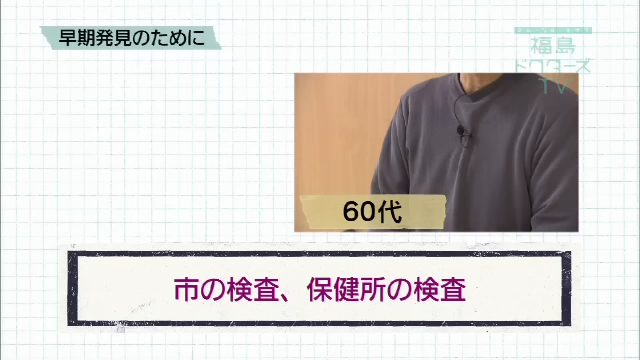 早期発見のために
福島
ドクターズ
TV
60代
市の検査、保健所の検査